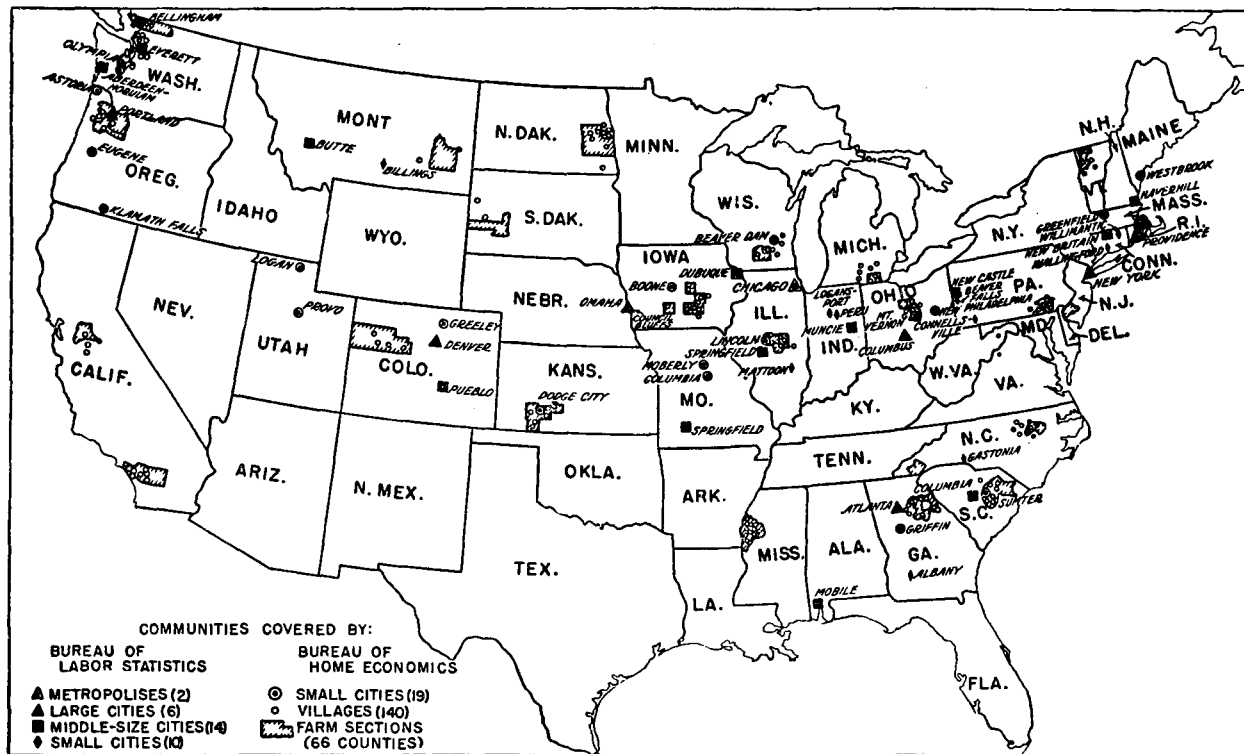 BELLINGHAM
OLYMPIA
EVERETT
WASH.
ABERDEEN-
HOQUIAM
ASTORIA
PORTLAND
EUGENE
OREG.
KLAMATH FALLS
IDAHO
MONT
BUTTE
BILLINGS
WYO.
N. DAK.
S. DAK.
MINN.
WIS.
BEAVER DAM
MICH.
IOWA
DUBUQUE
BOONE
NEBR.
OMAHA
COUNCIL
BLUFFS
CHICAGO
ILL.
LINCOLN
SPRINGFIELD
MATTOON
LOGANS-
PORT
PERU
MUNCIE
IND.
OHIO
MT.
VERNON
COLUMBUS
NEW PHILADELPHIA
NEW CASTLE
BEAVER
FALLS
CONNELLS-
VILLE
PA.
MD.
DEL.
N.J.
N.Y.
NEW YORK
CONN.
N.H.
MAINE
WESTBROOK
HAVERHILL
MASS.
GREENFIELD
WILLIMANTIC
R.I.
NEW BRITAIN
PROVIDENCE
WALLINGFORD
LOGAN
PROVO
UTAH
NEV.
CALIF.
COLO.
GREELEY
DENVER
PUEBLO
KANS.
DODGE CITY
MOBERLY
COLUMBIA
MO.
SPRINGFIELD
KY.
W.VA.
VA.
TENN.
N.C.
GASTONIA
COLUMBIA
S.C.
SUMTER
ATLANTA
GRIFFIN
GA.
ALBANY
ALA.
MOBILE
MISS.
LA.
ARK.
OKLA.
TEX.
N. MEX.
ARIZ.
FLA.
COMMUNITIES COVERED BY:
BUREAU OF
LABOR STATISTICS
METROPOLISES (2)
LARGE CITIES (6)
MIDDLE-SIZE CITIES (14)
SMALL CITIES (10)
BUREAU OF
HOME ECONOMICS
SMALL CITIES (19)
VILLAGES (140)
FARM SECTIONS
(66 COUNTIES)